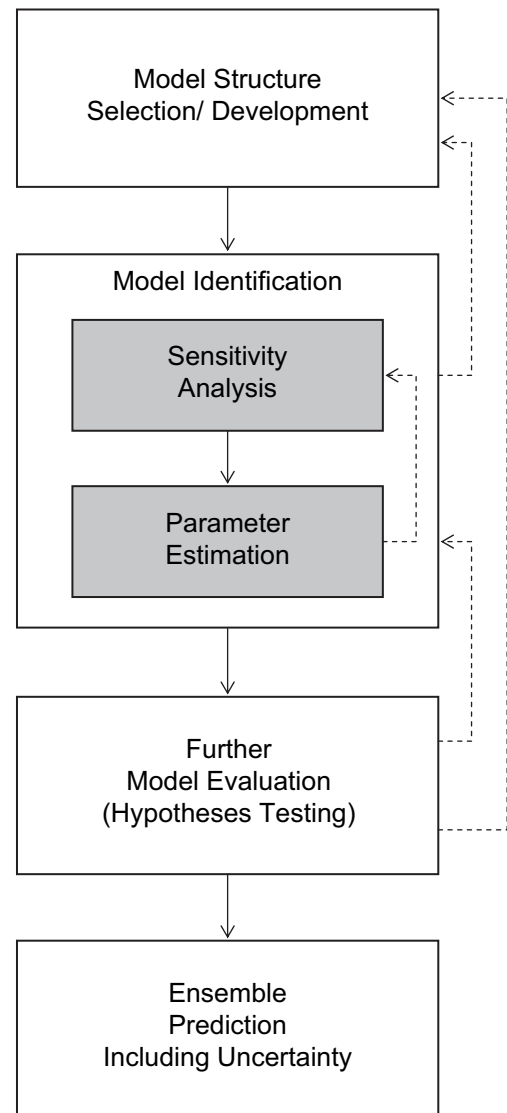 Model Structure
Selection/ Development
Model Identification
Sensitivity
Analysis
Parameter
Estimation
Further
Model Evaluation
(Hypotheses Testing)
Ensemble
Prediction
Including Uncertainty